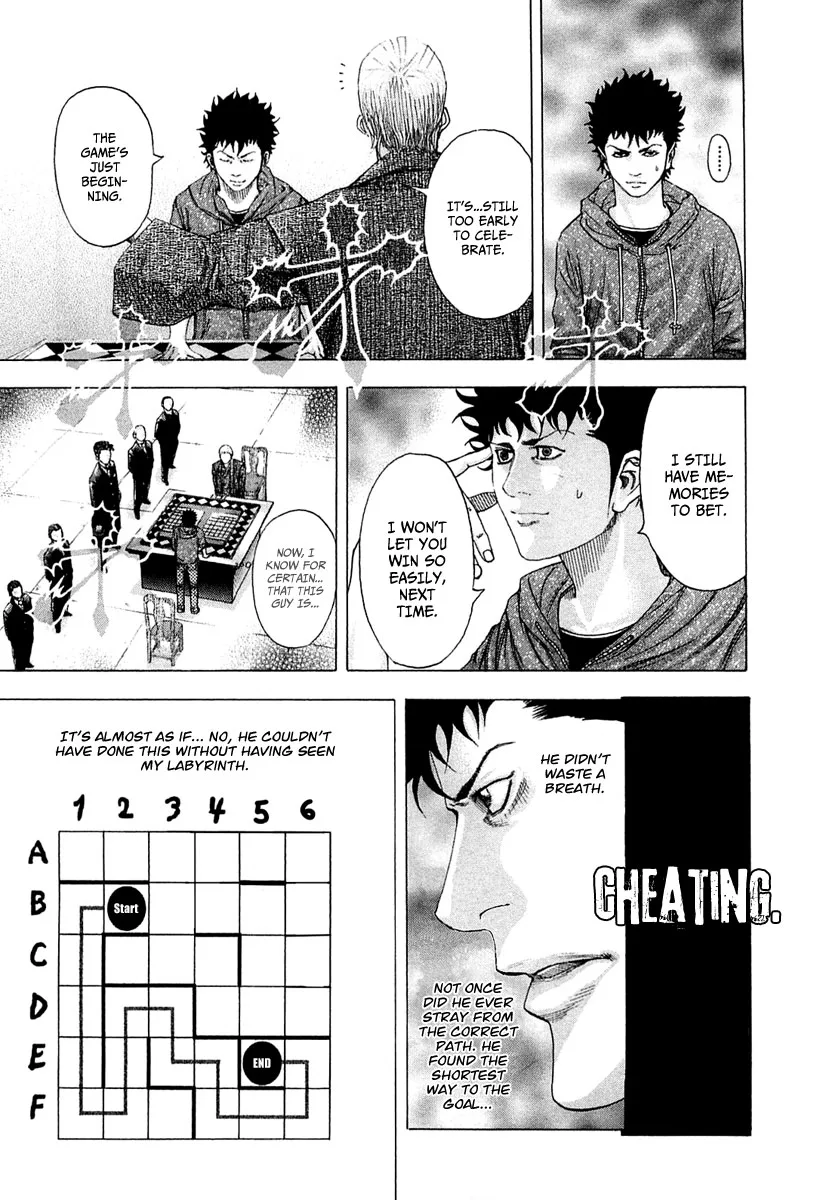 ......
IT'S...STILL
TOO EARLY
TO CELE-
BRATE.
THE
GAME'S
JUST
BEGIN-
NING.
I STILL
HAVE ME-
MORIES
TO BET.
I WON'T
LET YOU
WIN SO
EASILY,
NEXT
TIME.
NOW, I
KNOW FOR
CERTAIN...
THAT THIS
GUY IS...
CHEATING.
HE DIDN'T
WASTE A
BREATH.
NOT ONCE
DID HE EVER
STRAY FROM
THE CORRECT
PATH. HE
FOUND THE
SHORTEST
WAY TO THE
GOAL...
IT'S ALMOST AS IF... NO, HE COULDN'T
HAVE DONE THIS WITHOUT HAVING SEEN
MY LABYRINTH.
1 2 3 4 5 6
A
B
Start
C
D
E
END
F